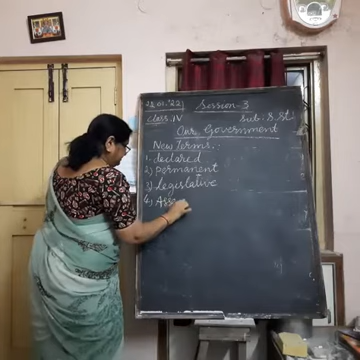 28.01.'22 Session-3
Class: IV Sub: S.St.
Our Government
New Terms:
1. declared
2) permanent
3) legislative
4) Ass